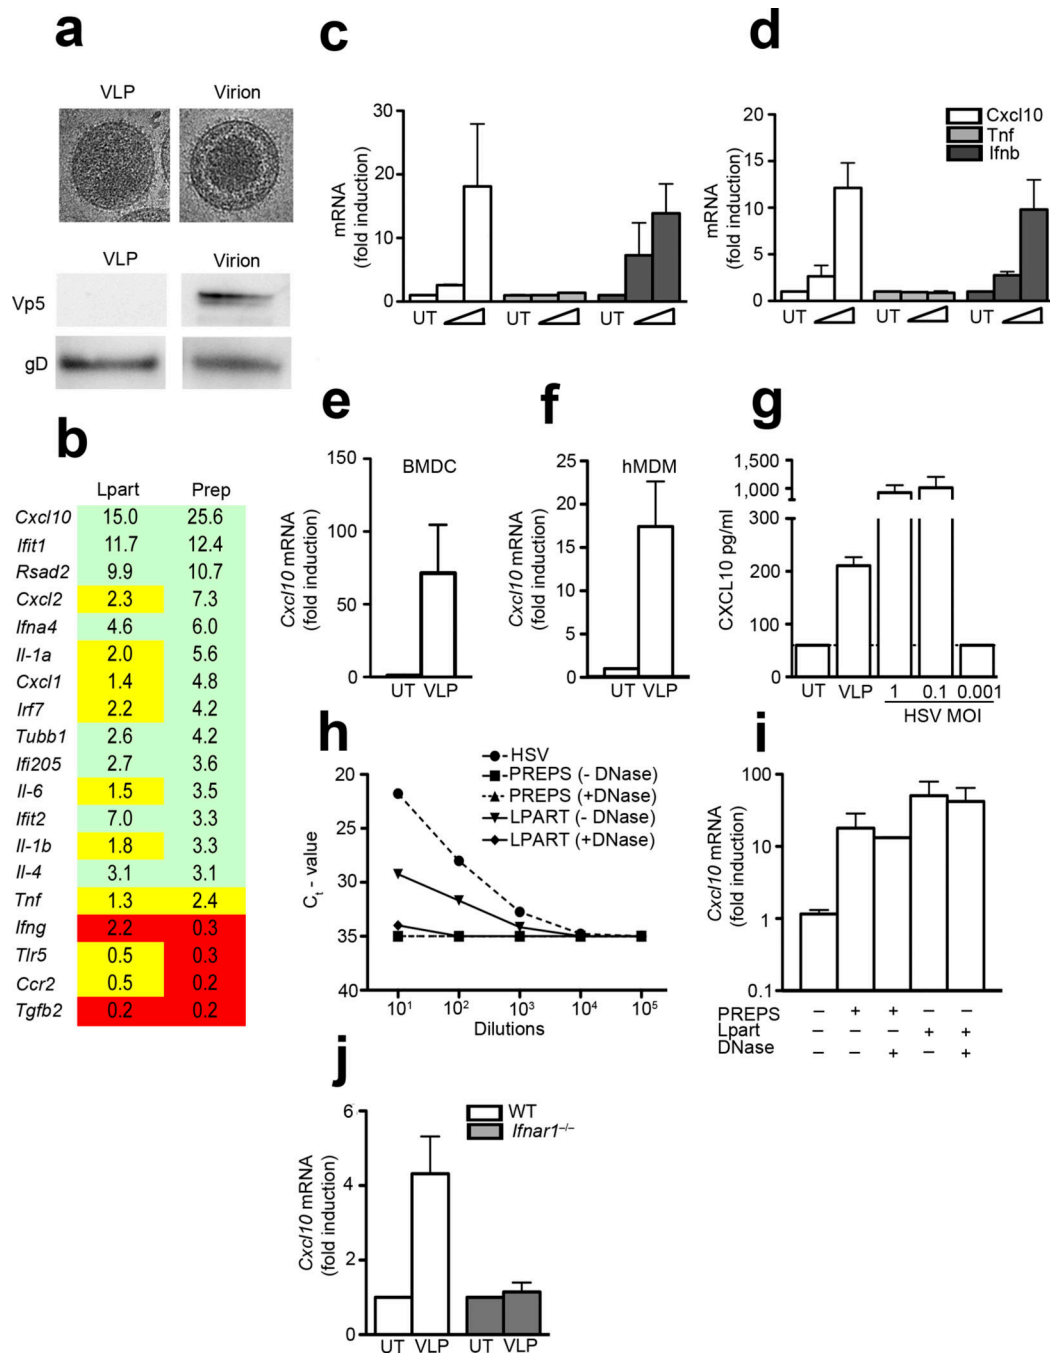 a
VLP Virion
VLP Virion
Vp5
gD
b
Lpart Prep
Cxcl10 15.0 25.6
Ifit1 11.7 12.4
Rsad2 9.9 10.7
Cxcl2 2.3 7.3
Ifna4 4.6 6.0
Il-1a 2.0 5.6
Cxcl1 1.4 4.8
Irf7 2.2 4.2
Tubb1 2.6 4.2
Ifi205 2.7 3.6
Il-6 1.5 3.5
Ifit2 7.0 3.3
Il-1b 1.8 3.3
Il-4 3.1 3.1
Tnf 1.3 2.4
Ifng 2.2 0.3
Tlr5 0.5 0.3
Ccr2 0.5 0.2
Tgfb2 0.2 0.2
c
mRNA
(fold induction)
30
20
10
0
UT UT UT
d
mRNA
(fold induction)
20
15
10
5
0
Cxcl10
Tnf
Ifnb
UT UT UT
e
BMDC
Cxcl10 mRNA
(fold induction)
150
100
50
0
UT VLP
f
hMDM
Cxcl10 mRNA
(fold induction)
25
20
15
10
5
0
UT VLP
g
CXCL10 pg/ml
1,500
1,000
300
200
100
0
UT VLP 1 0.1 0.001
HSV MOI
h
HSV
PREPS (- DNase)
PREPS (+DNase)
LPART (- DNase)
LPART (+DNase)
Ct - value
20
25
30
35
40
10¹ 10² 10³ 10⁴ 10⁵
Dilutions
i
Cxcl10 mRNA
(fold induction)
100
10
1
0.1
PREPS – + + – –
Lpart – – – + +
DNase – – + – +
j
WT
Ifnar1–/–
Cxcl10 mRNA
(fold induction)
6
4
2
0
UT VLP UT VLP